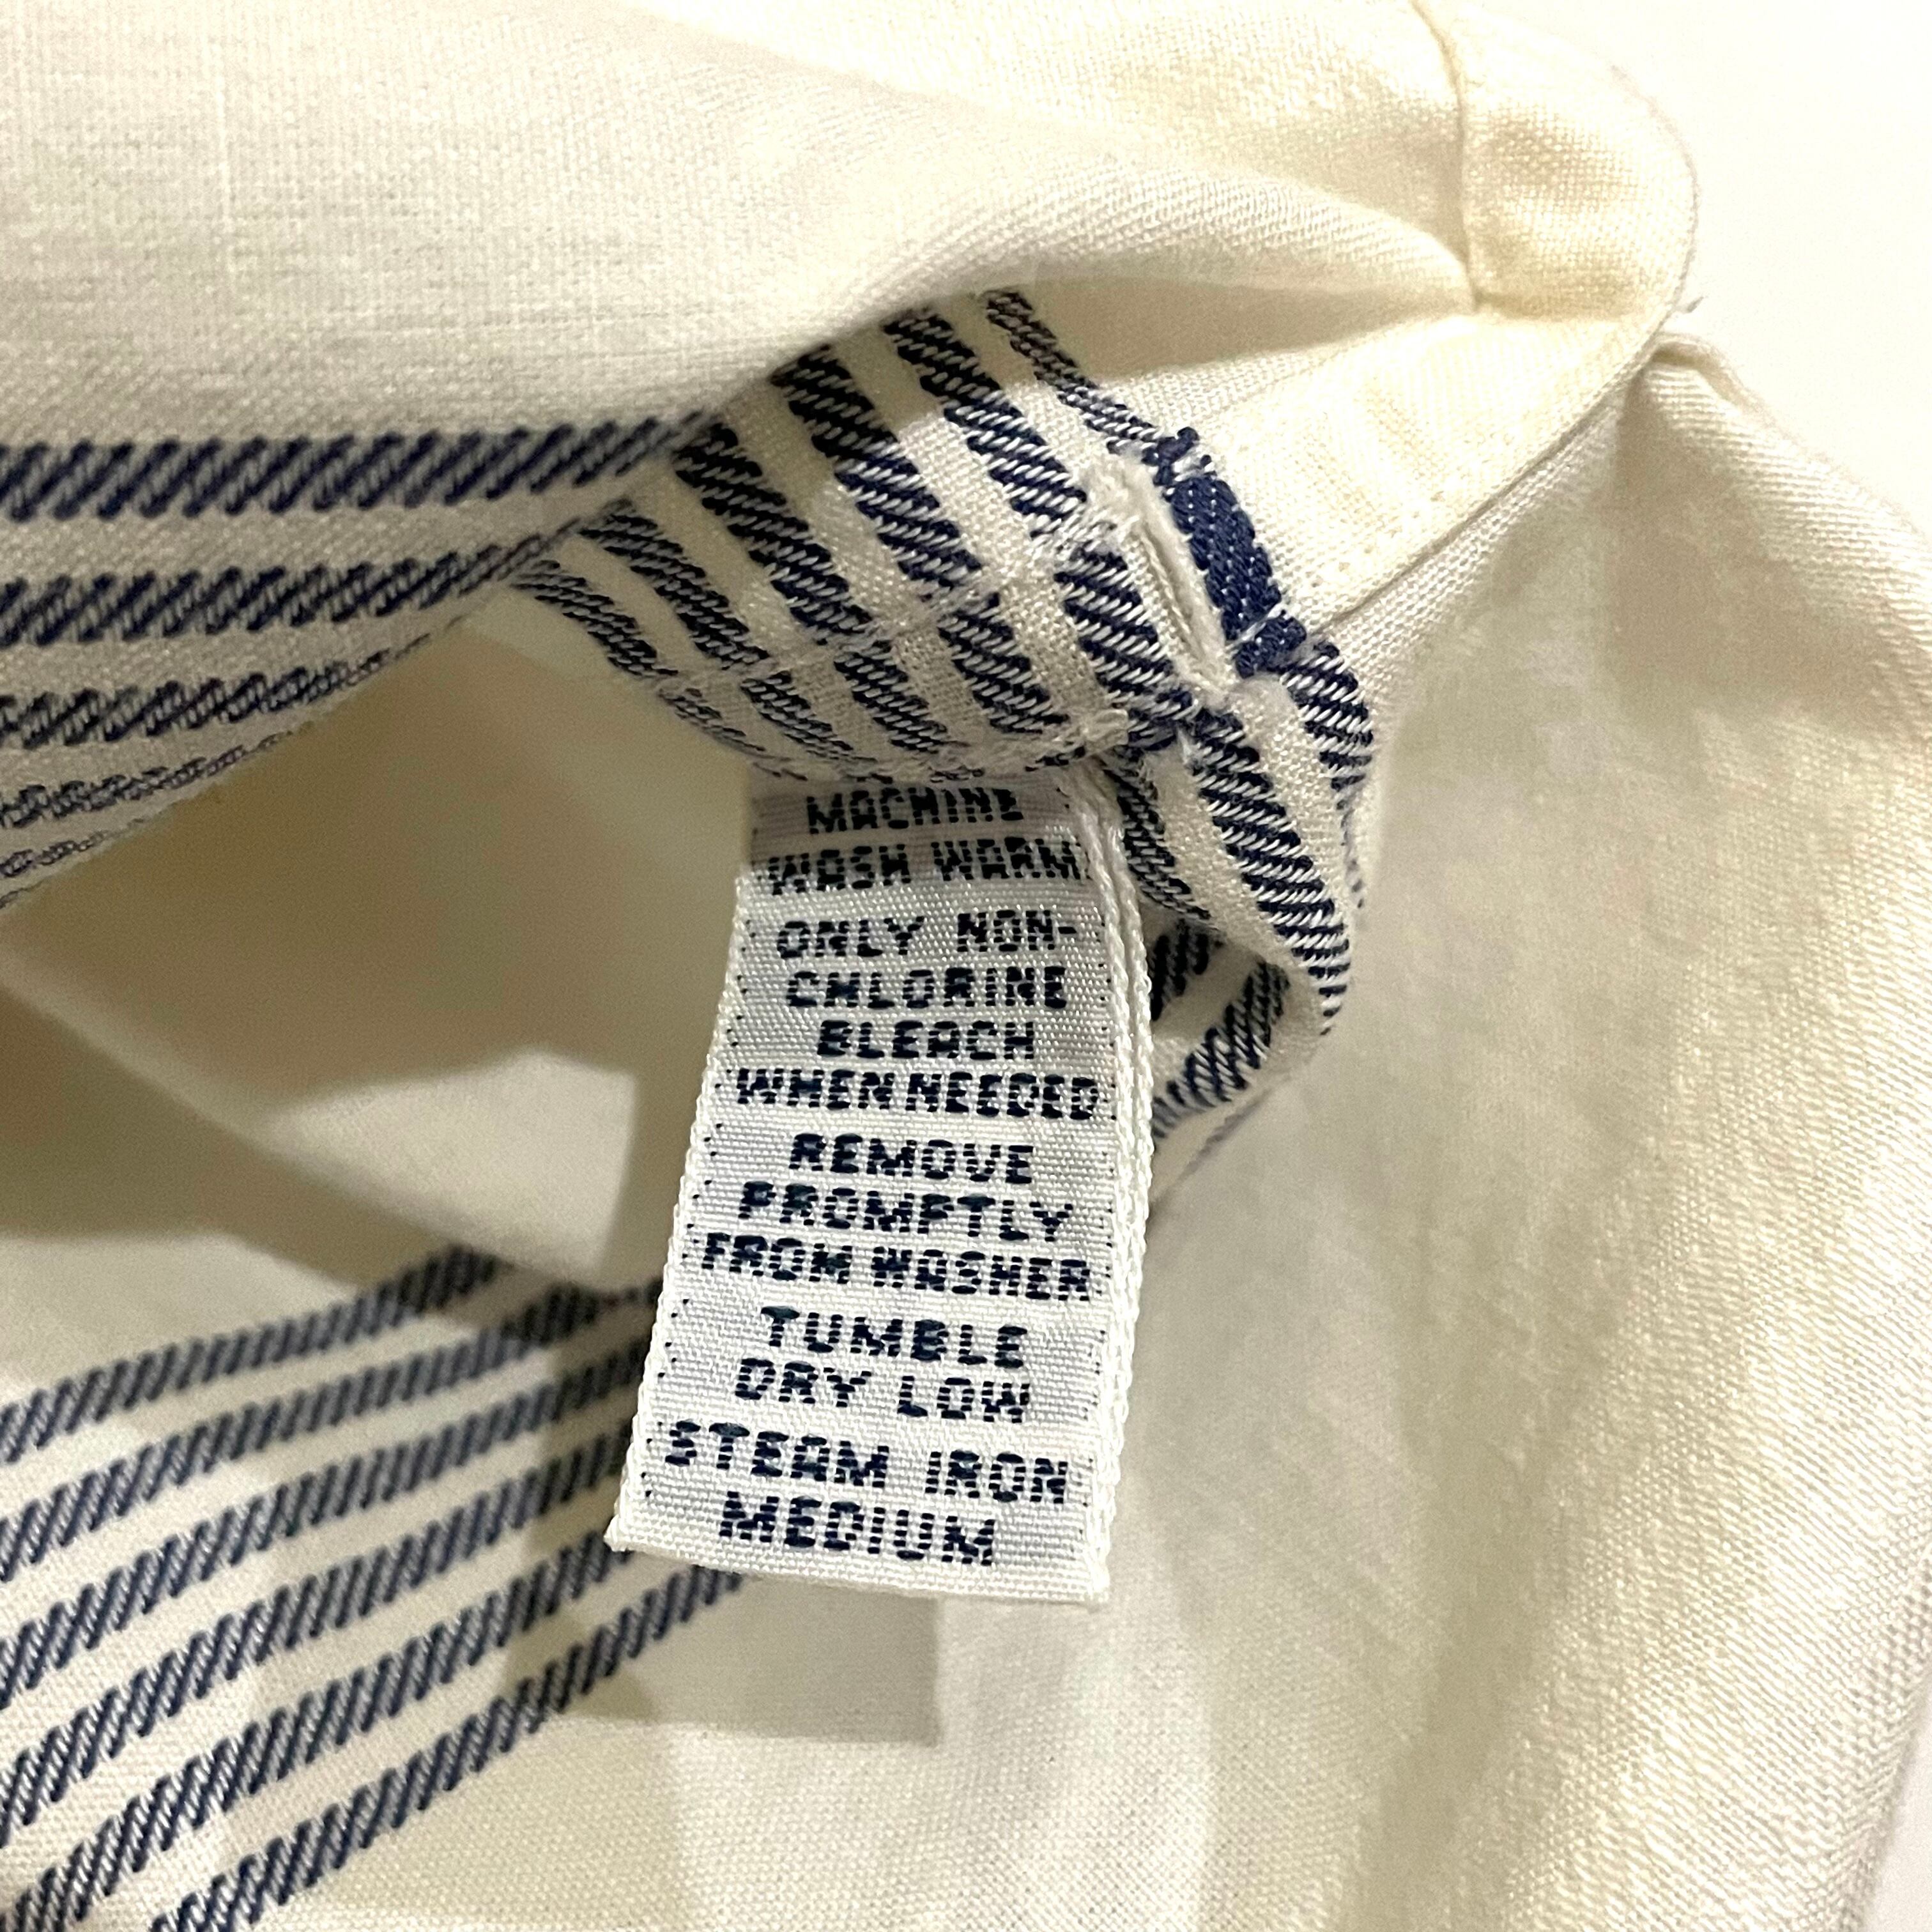 MACHINE
WASH WARM
ONLY NON-
CHLORINE
BLEACH
WHEN NEEDED
REMOVE
PROMPTLY
FROM WASHER
TUMBLE
DRY LOW
STEAM IRON
MEDIUM